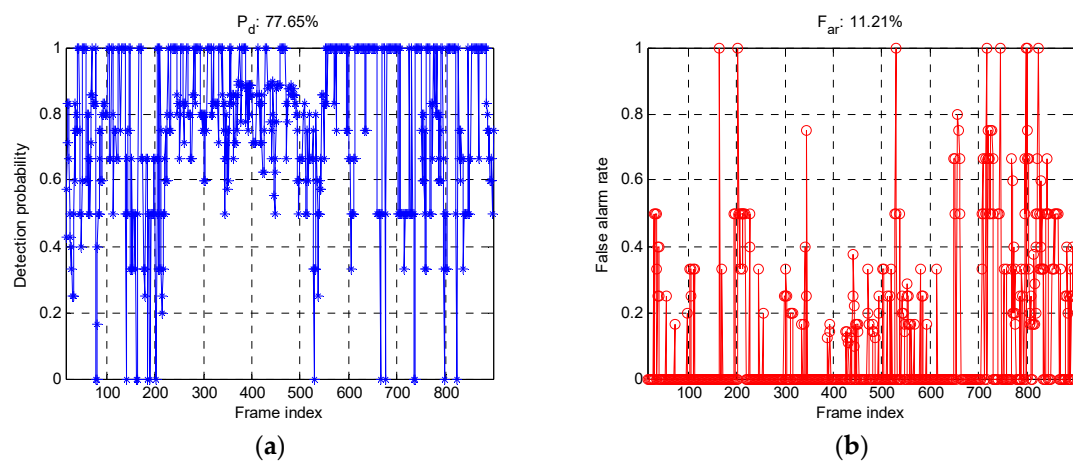 P_d: 77.65%
Detection probability
1
0.8
0.6
0.4
0.2
0
100 200 300 400 500 600 700 800
Frame index
(a)
F_ar: 11.21%
False alarm rate
1
0.8
0.6
0.4
0.2
0
100 200 300 400 500 600 700 800
Frame index
(b)